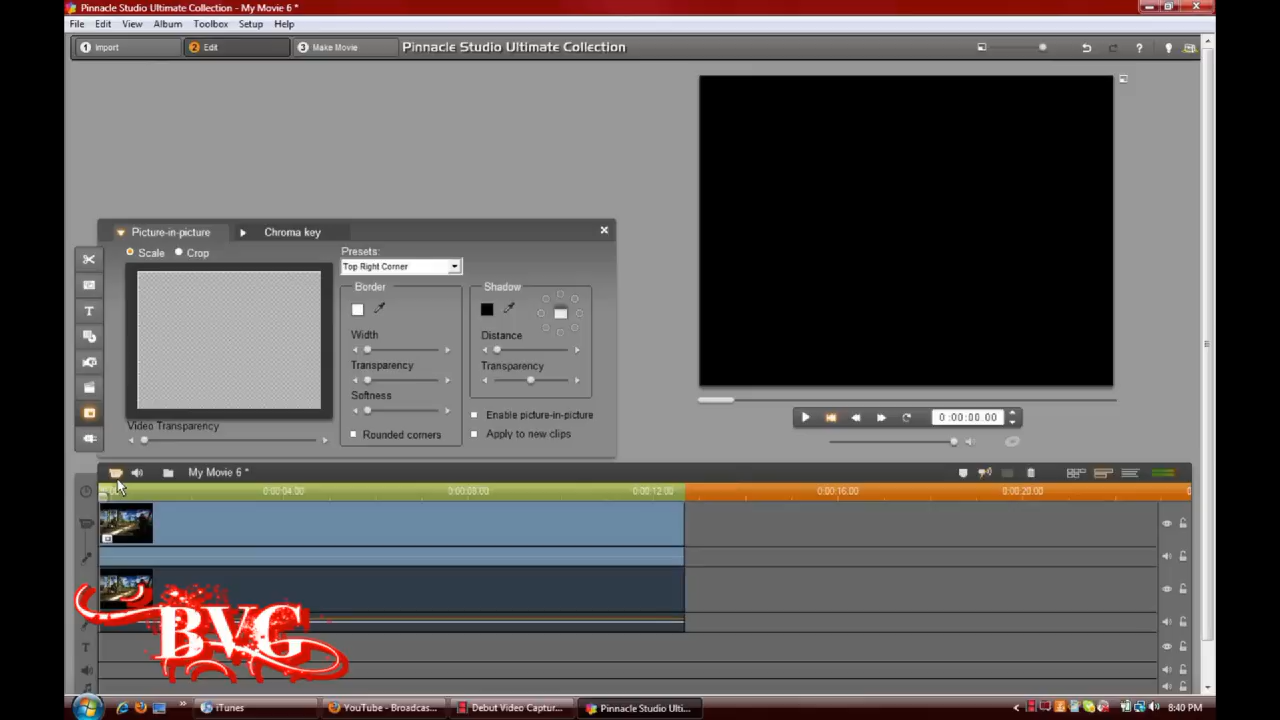 Pinnacle Studio Ultimate Collection - My Movie 6 *
File Edit View Album Toolbox Setup Help
1 Import 2 Edit 3 Make Movie Pinnacle Studio Ultimate Collection ?
Picture-in-picture Chroma key
Scale Crop Presets:
Top Right Corner
Border Shadow
Width Distance
Transparency Transparency
Softness
Enable picture-in-picture
0:00:00.00
Video Transparency Rounded corners Apply to new clips
My Movie 6 *
0:00:04.00 0:00:08.00 0:00:12.00 0:00:16.00 0:00:20.00
T
BVG
T
iTunes YouTube - Broadcas... Debut Video Captur... Pinnacle Studio Ulti... 8:40 PM